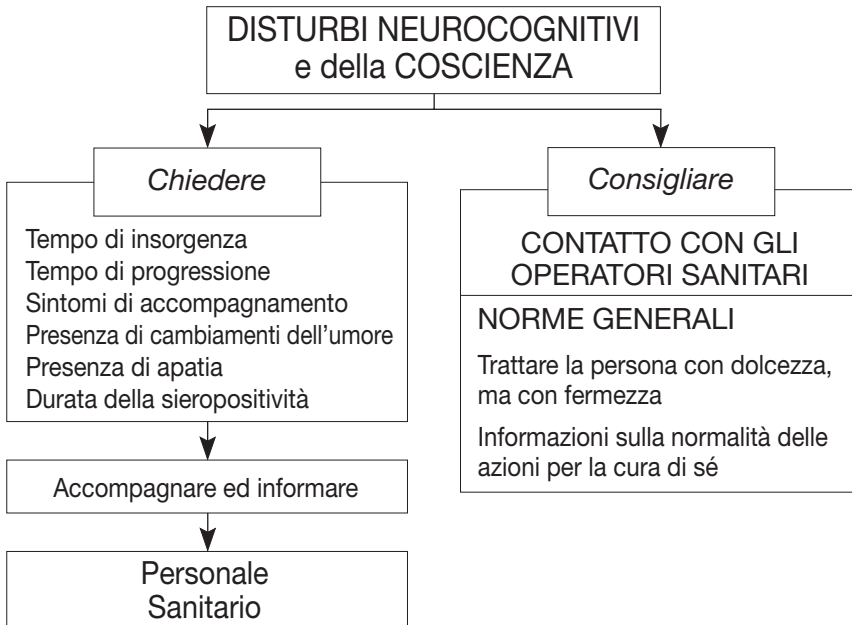 DISTURBI NEUROCOGNITIVI
e della COSCIENZA
Chiedere
Tempo di insorgenza
Tempo di progressione
Sintomi di accompagnamento
Presenza di cambiamenti dell'umore
Presenza di apatia
Durata della sieropositività
Accompagnare ed informare
Personale
Sanitario
Consigliare
CONTATTO CON GLI
OPERATORI SANITARI
NORME GENERALI
Trattare la persona con dolcezza,
ma con fermezza
Informazioni sulla normalità delle
azioni per la cura di sé